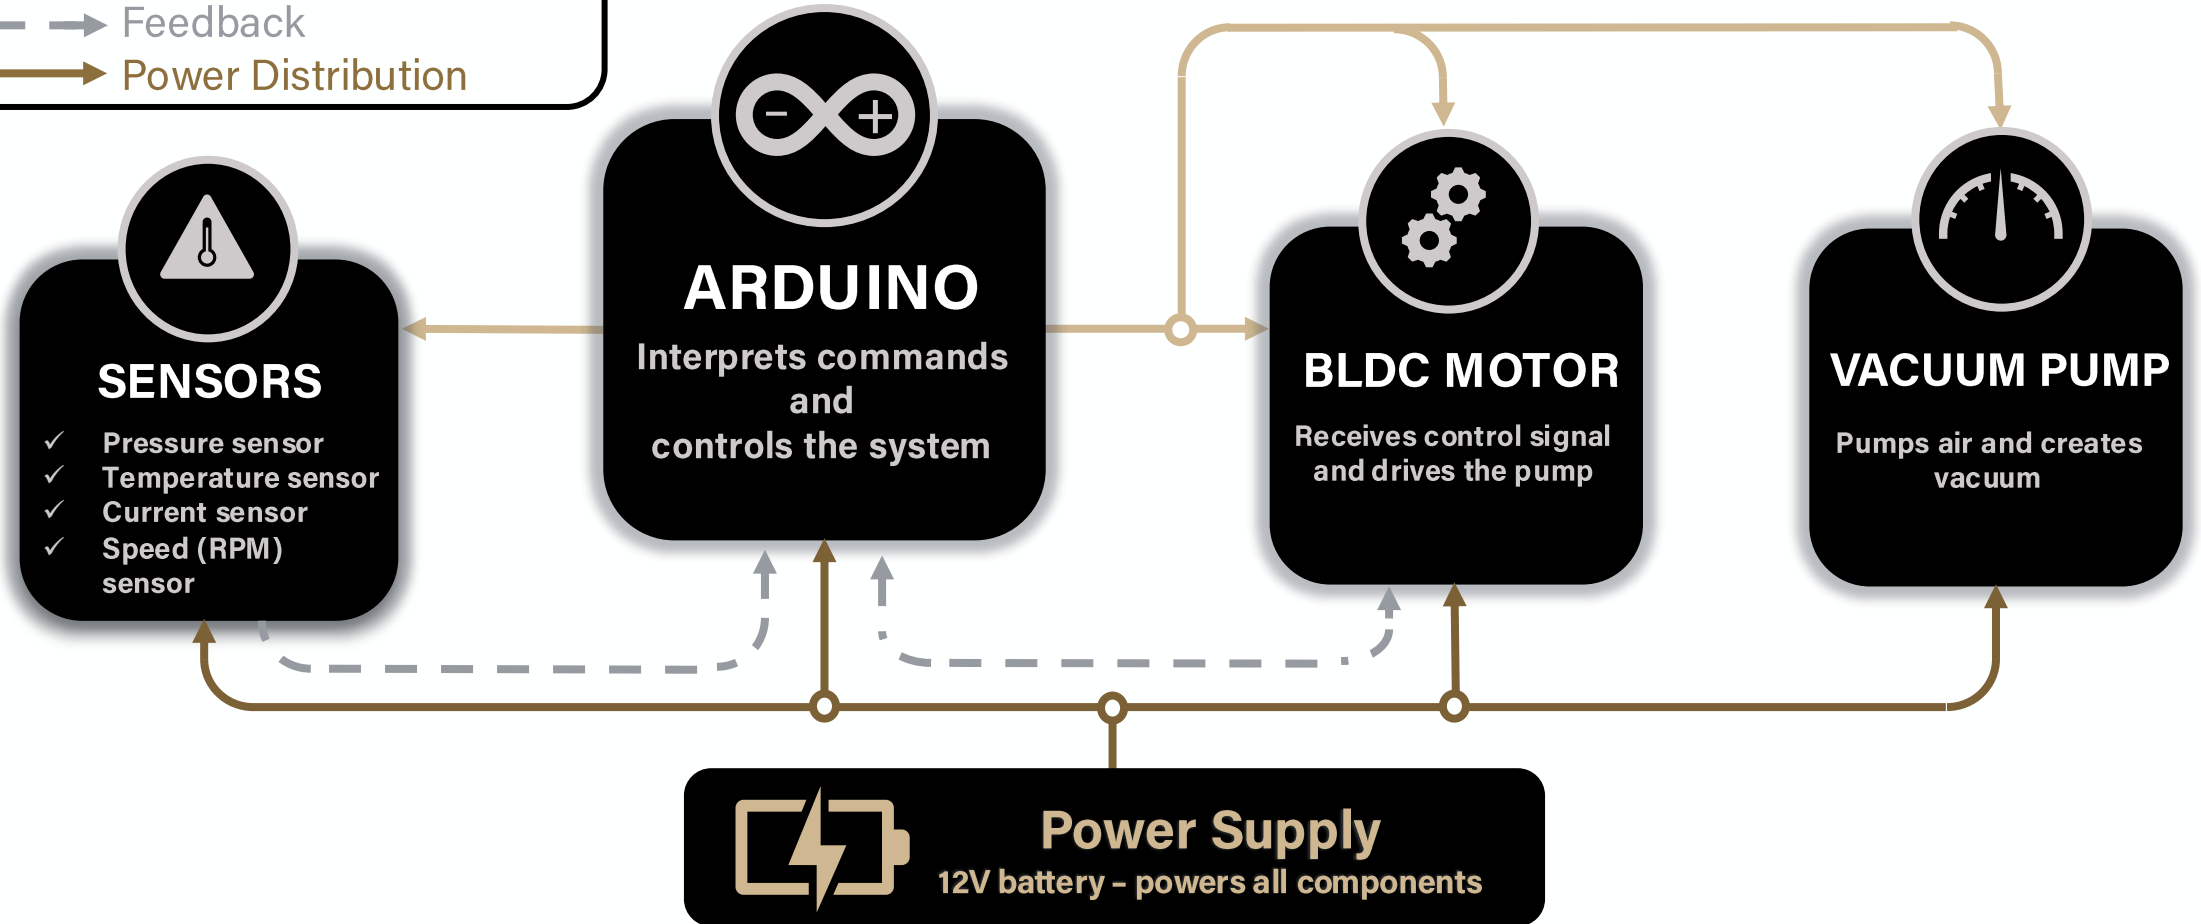 Feedback
Power Distribution
ARDUINO
Interprets commands
and
controls the system
SENSORS
✓ Pressure sensor
✓ Temperature sensor
✓ Current sensor
✓ Speed (RPM)
sensor
BLDC MOTOR
Receives control signal
and drives the pump
VACUUM PUMP
Pumps air and creates
vacuum
Power Supply
12V battery – powers all components